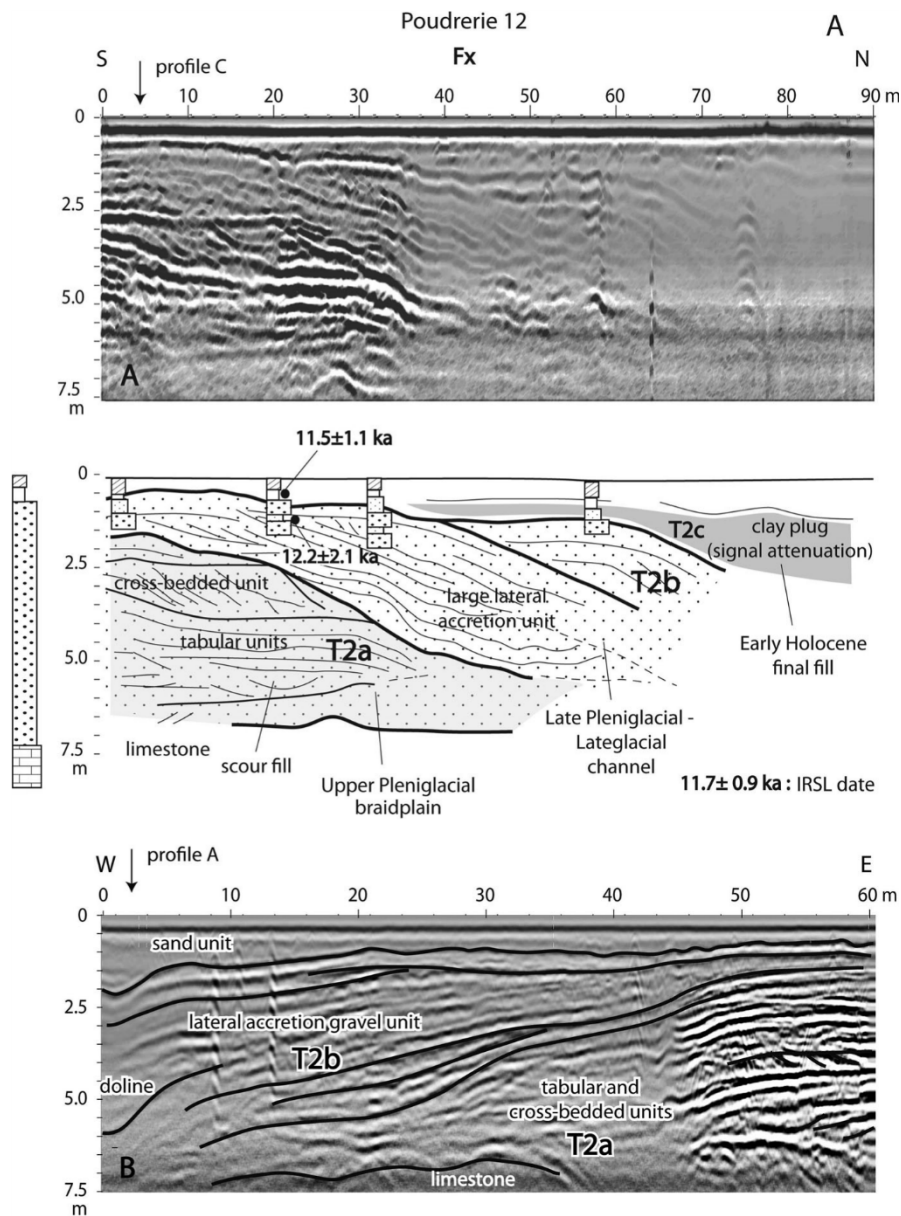 Poudrerie 12
A
S
Fx
N
profile C
0 10 20 30 40 50 60 70 80 90 m
0
2.5
5.0
7.5
m
A
11.5±1.1 ka
0
12.2±2.1 ka
T2c
clay plug
(signal attenuation)
2.5
cross-bedded unit
T2b
large lateral
accretion unit
tabular units
T2a
Early Holocene
final fill
5.0
Late Pleniglacial -
Lateglacial
channel
limestone
7.5
m
scour fill
Upper Pleniglacial
braidplain
11.7± 0.9 ka : IRSL date
W
profile A
E
0 10 20 30 40 50 60 m
0
sand unit
2.5
lateral accretion gravel unit
T2b
doline
5.0
tabular and
cross-bedded units
T2a
B
limestone
7.5
m